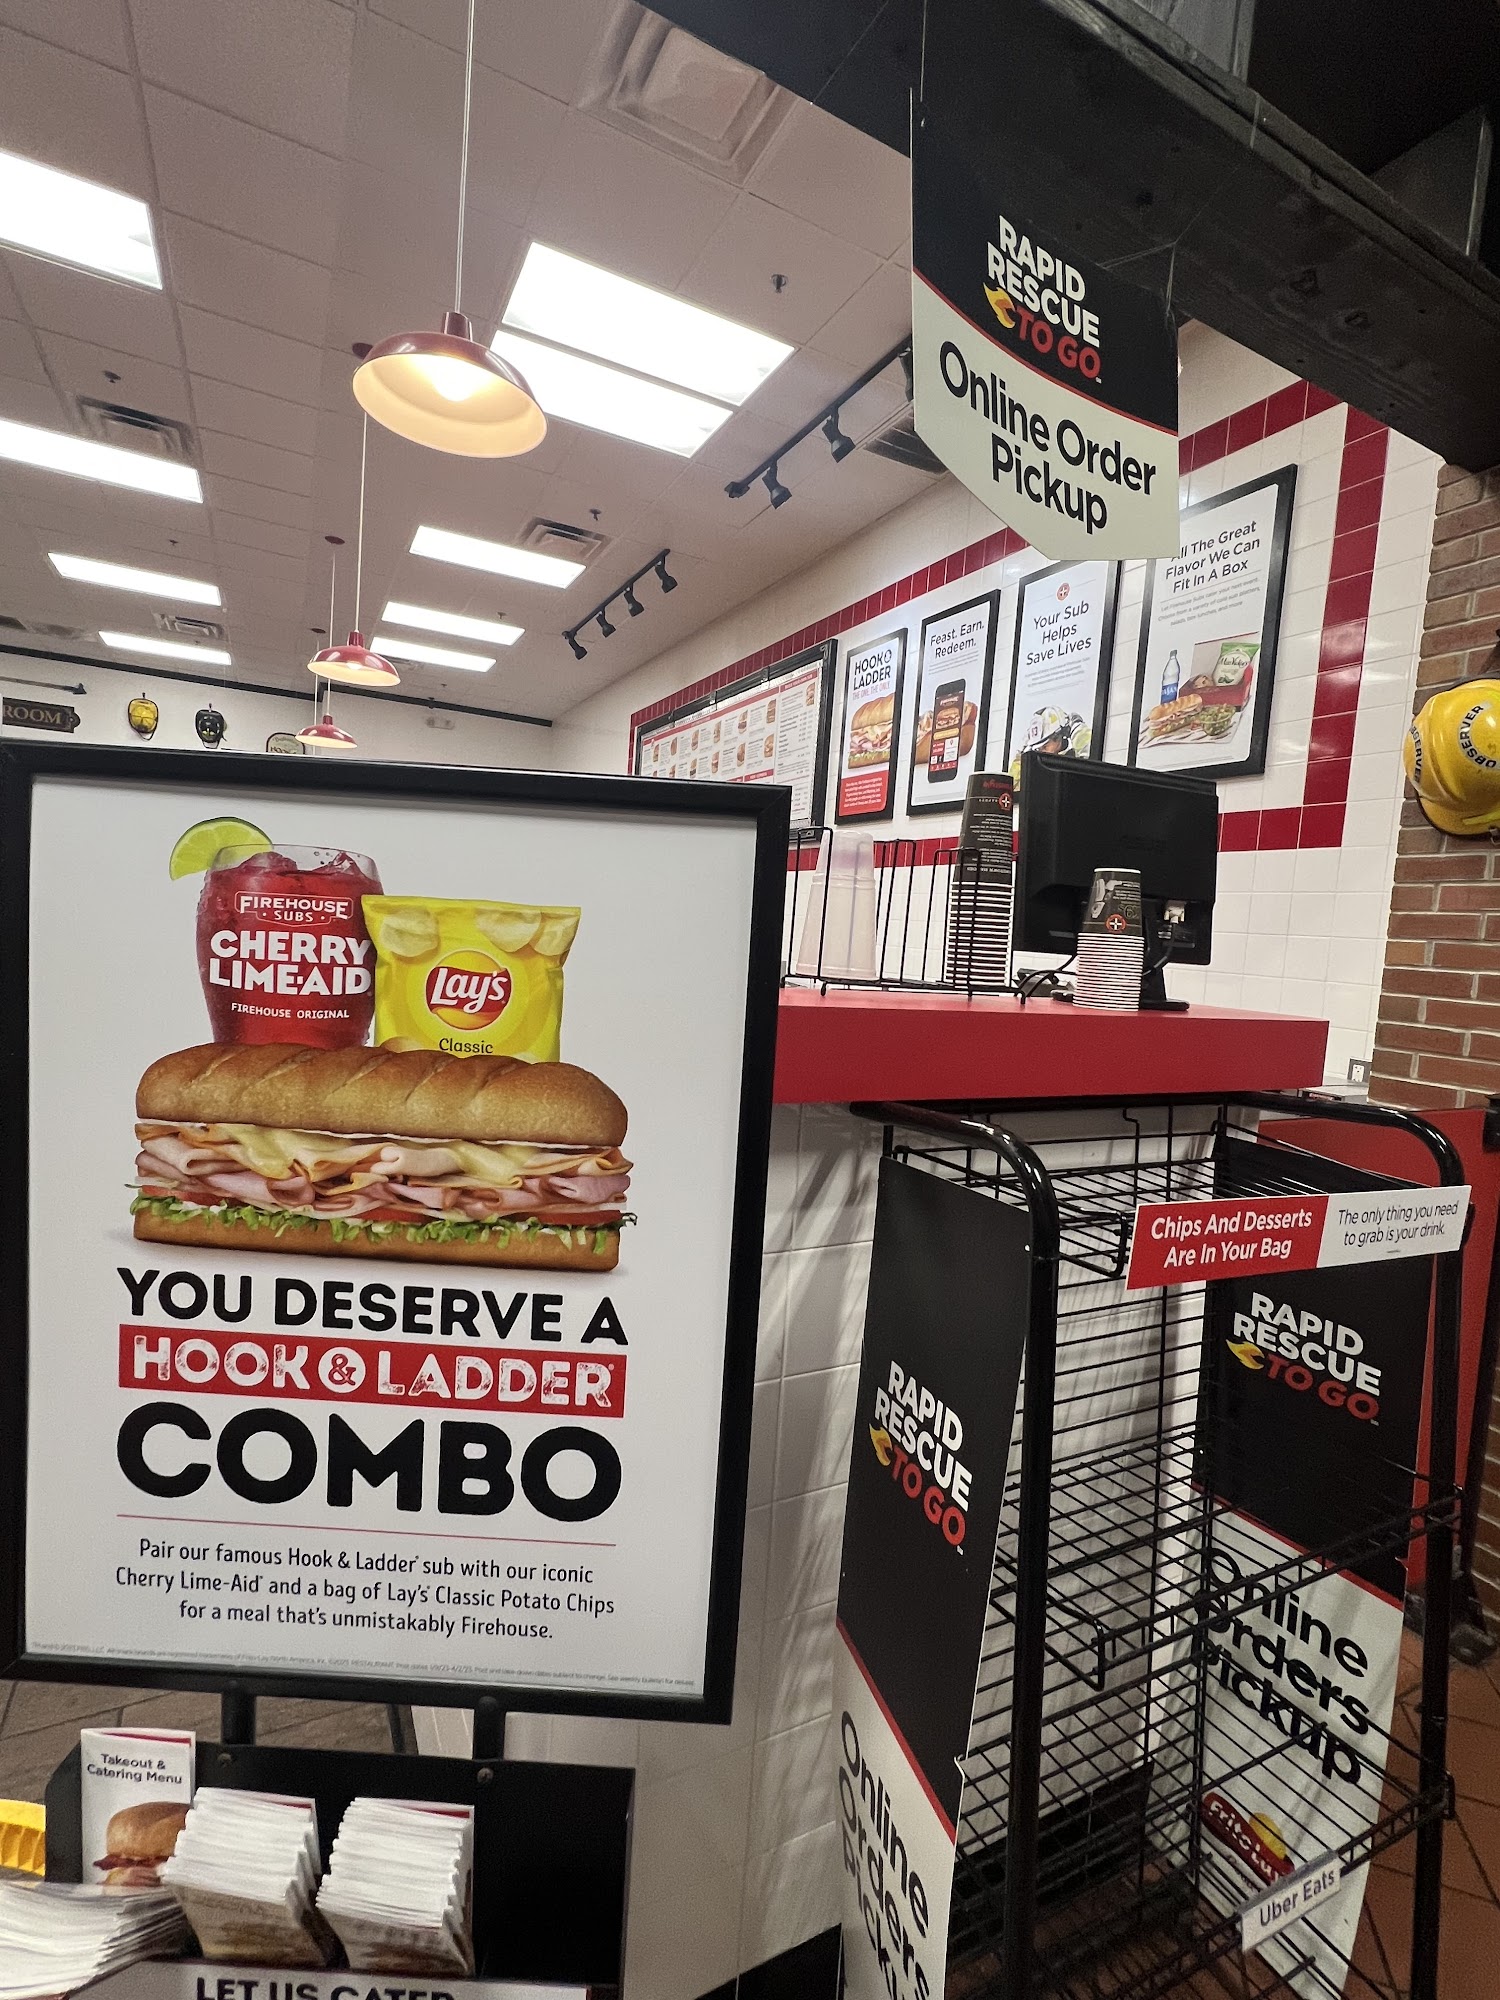 RAPID
RESCUE
TO GO
Online Order
Pickup
All The Great
Flavor We Can
Fit In A Box
Your Sub
Helps
Save Lives
Feast. Earn.
Redeem.
HOOK &
LADDER
ROOM
OBSERVER
FIREHOUSE
SUBS
CHERRY
LIME-AID
FIREHOUSE ORIGINAL
Lay's
Classic
YOU DESERVE A
HOOK & LADDER
COMBO
Pair our famous Hook & Ladder® sub with our iconic
Cherry Lime-Aid® and a bag of Lay's® Classic Potato Chips
for a meal that's unmistakably Firehouse.
Chips And Desserts
Are In Your Bag
The only thing you need
to grab is your drink.
RAPID
RESCUE
TO GO
Online
Orders
Pickup
RAPID
RESCUE
TO GO
Online
Orders
Pickup
Frito Lay
Uber Eats
Takeout &
Catering Menu
LET US CATER